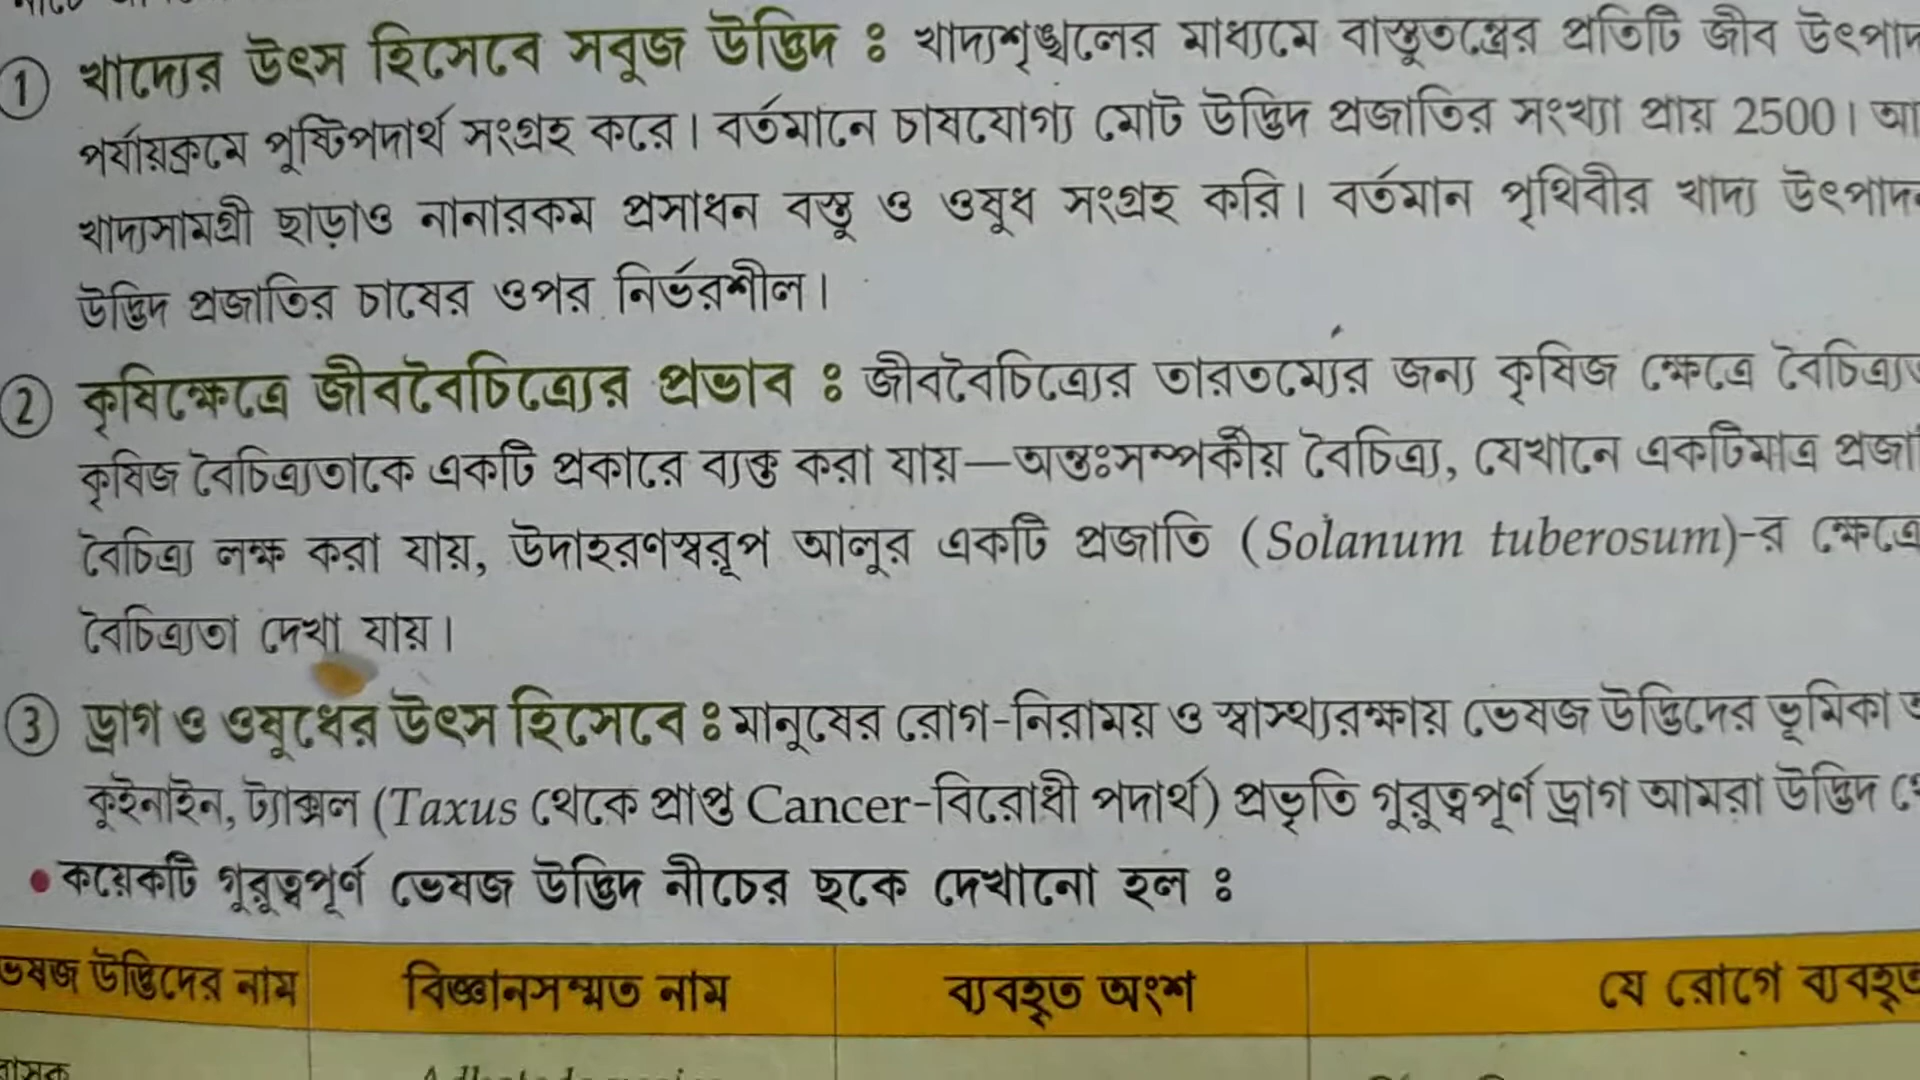 ① খাদ্যের উৎস হিসেবে সবুজ উদ্ভিদ : খাদ্যশৃঙ্খলের মাধ্যমে বাস্তুতন্ত্রের প্রতিটি জীব
পর্যায়ক্রমে পুষ্টিপদার্থ সংগ্রহ করে। বর্তমানে চাষযোগ্য মোট উদ্ভিদ প্রজাতির সংখ্যা প্রায় 2500।
খাদ্যসামগ্রী ছাড়াও নানারকম প্রসাধন বস্তু ও ওষুধ সংগ্রহ করি। বর্তমান পৃথিবীর খাদ্য
উদ্ভিদ প্রজাতির চাষের ওপর নির্ভরশীল।
② কৃষিক্ষেত্রে জীববৈচিত্র্যের প্রভাব : জীববৈচিত্র্যের তারতম্যের জন্য কৃষিজ ক্ষেত্রে
কৃষিজ বৈচিত্র্যতাকে একটি প্রকারে ব্যক্ত করা যায়—অন্তঃসম্পর্কীয় বৈচিত্র্য, যেখানে একটিমাত্র
বৈচিত্র্য লক্ষ করা যায়, উদাহরণস্বরূপ আলুর একটি প্রজাতি (Solanum tuberosum)-র ক্ষেত্রে
বৈচিত্র্যতা দেখা যায়।
③ ড্রাগ ও ওষুধের উৎস হিসেবে : মানুষের রোগ-নিরাময় ও স্বাস্থ্যরক্ষায় ভেষজ উদ্ভিদের ভূমিকা
কুইনাইন, ট্যাক্সল (Taxus থেকে প্রাপ্ত Cancer-বিরোধী পদার্থ) প্রভৃতি গুরুত্বপূর্ণ ড্রাগ আমরা উদ্ভিদ
• কয়েকটি গুরুত্বপূর্ণ ভেষজ উদ্ভিদ নীচের ছকে দেখানো হল :
ভেষজ উদ্ভিদের নাম বিজ্ঞানসম্মত নাম ব্যবহৃত অংশ যে রোগে ব্যবহৃত